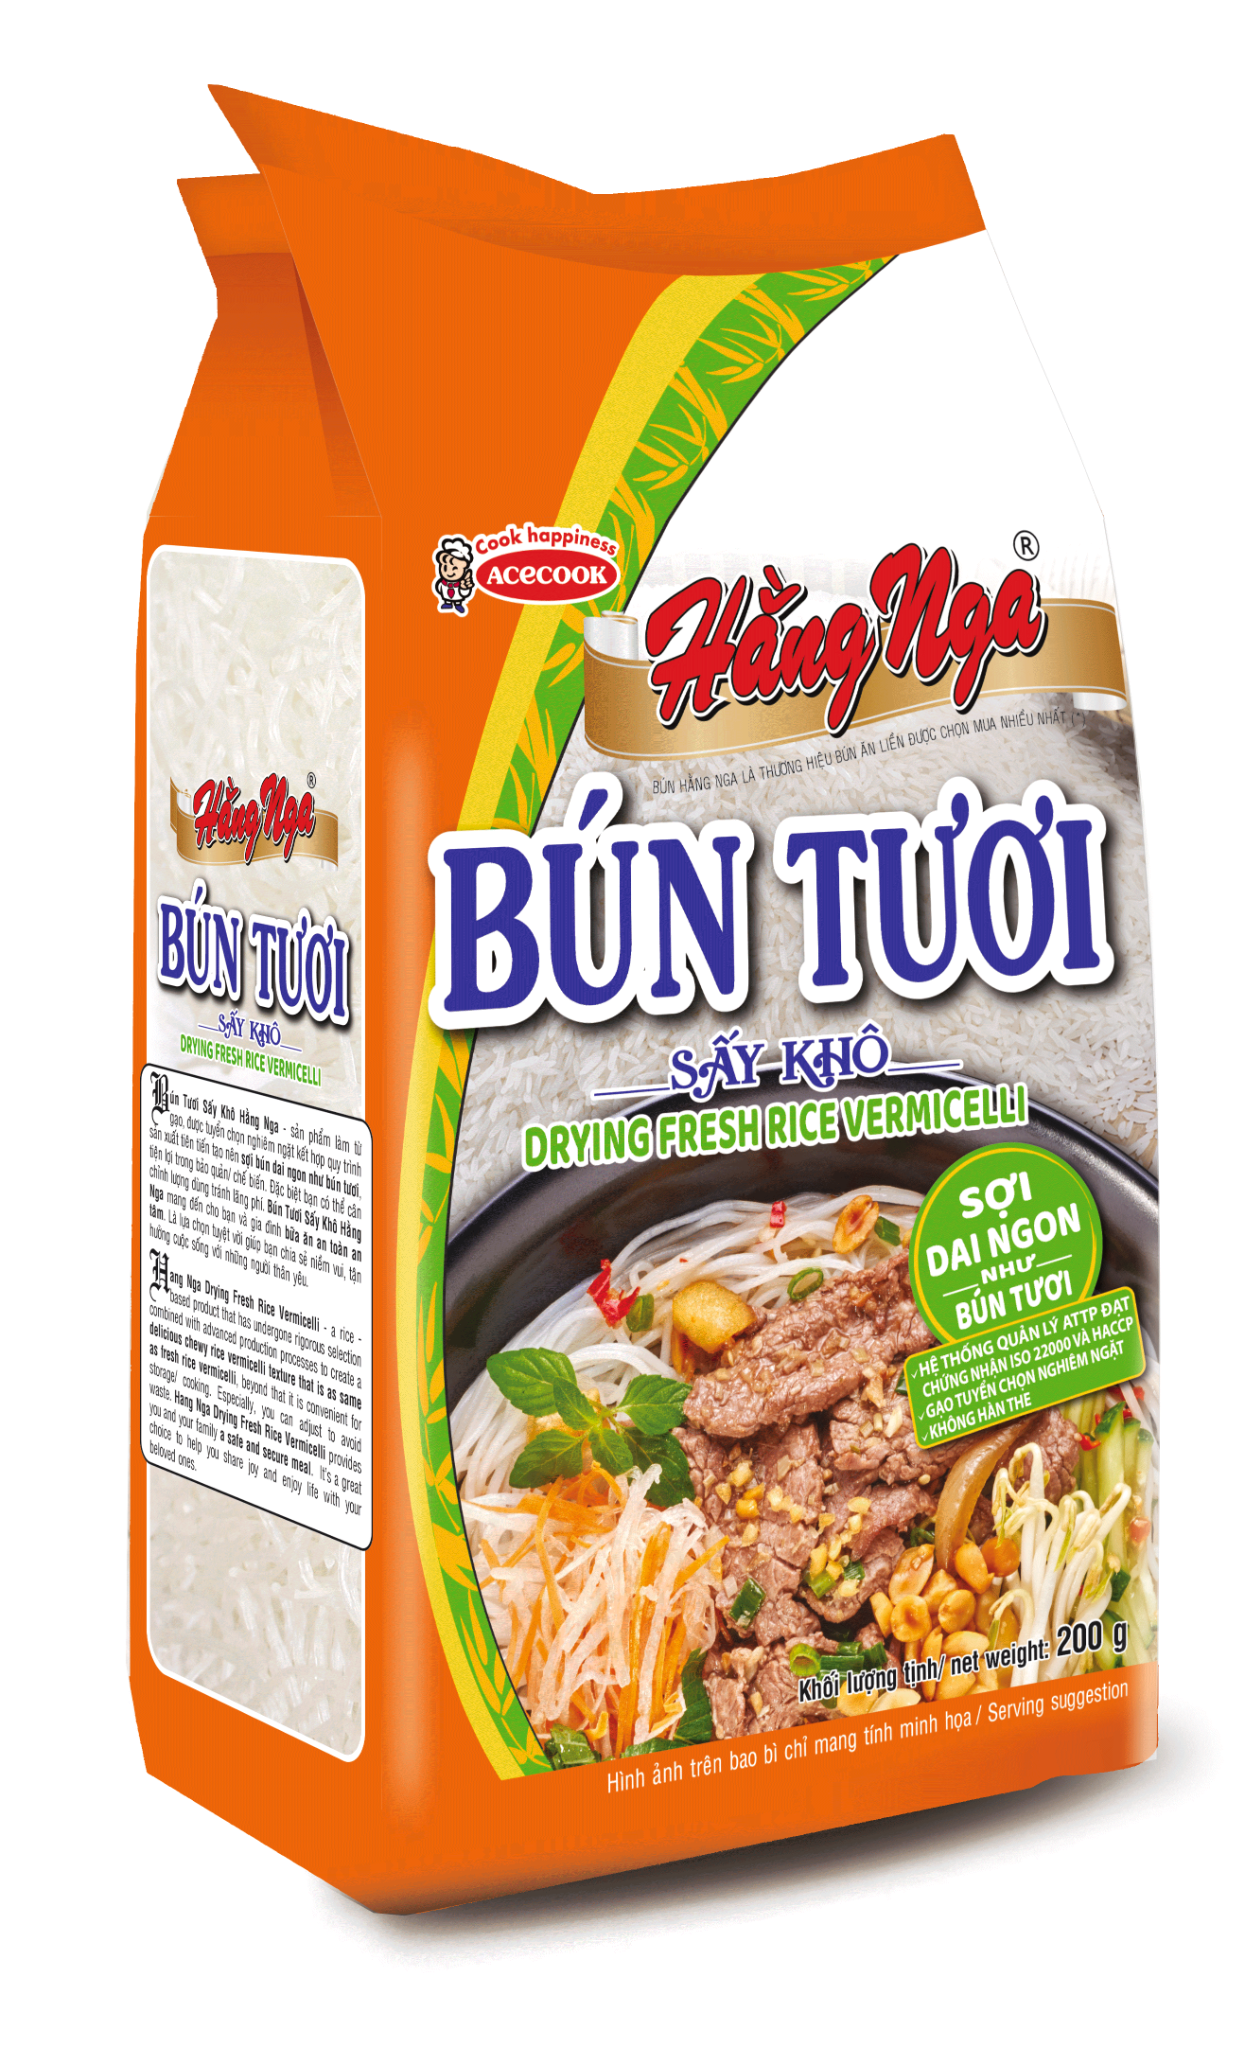 Cook happiness
ACECOOK
Hằng Nga ®
BÚN HẰNG NGA LÀ THƯƠNG HIỆU BÚN ĂN LIỀN ĐƯỢC CHỌN MUA NHIỀU NHẤT (*)
BÚN TƯƠI
SẤY KHÔ
DRYING FRESH RICE VERMICELLI
SỢI
DAI NGON
NHƯ
BÚN TƯƠI
✓HỆ THỐNG QUẢN LÝ ATTP ĐẠT
CHỨNG NHẬN ISO 22000 VÀ HACCP
✓GẠO TUYỂN CHỌN NGHIÊM NGẶT
✓KHÔNG HÀN THE
Khối lượng tịnh/ net weight: 200 g
Hình ảnh trên bao bì chỉ mang tính minh họa / Serving suggestion
Hằng Nga ®
BÚN TƯƠI
SẤY KHÔ
DRYING FRESH RICE VERMICELLI
Bún Tươi Sấy Khô Hằng Nga - sản phẩm làm từ
gạo, được tuyển chọn nghiêm ngặt kết hợp quy trình
sản xuất tiên tiến tạo nên sợi bún dai ngon như bún tươi,
tiện lợi trong bảo quản/ chế biến. Đặc biệt bạn có thể cân
chỉnh lượng dùng tránh lãng phí. Bún Tươi Sấy Khô Hằng
Nga mang đến cho bạn và gia đình bữa ăn an toàn an
tâm. Là lựa chọn tuyệt vời giúp bạn chia sẻ niềm vui, tận
hưởng cuộc sống với những người thân yêu.
Hang Nga Drying Fresh Rice Vermicelli - a rice -
based product that has undergone rigorous selection
combined with advanced production processes to create a
delicious chewy rice vermicelli texture that is as same
as fresh rice vermicelli, beyond that it is convenient for
storage/ cooking. Especially, you can adjust to avoid
waste. Hang Nga Drying Fresh Rice Vermicelli provides
you and your family a safe and secure meal. It's a great
choice to help you share joy and enjoy life with your
beloved ones.